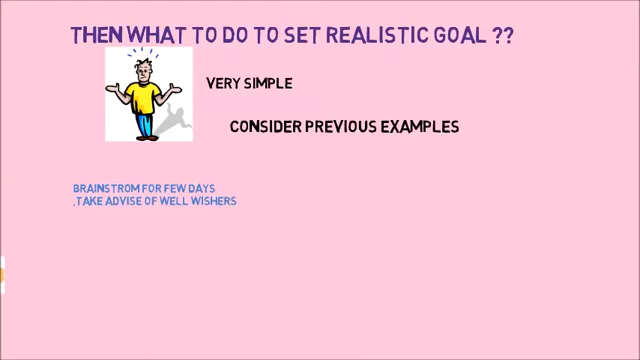 THEN WHAT TO DO TO SET REALISTIC GOAL ??
VERY SIMPLE
CONSIDER PREVIOUS EXAMPLES
BRAINSTROM FOR FEW DAYS
,TAKE ADVISE OF WELL WISHERS